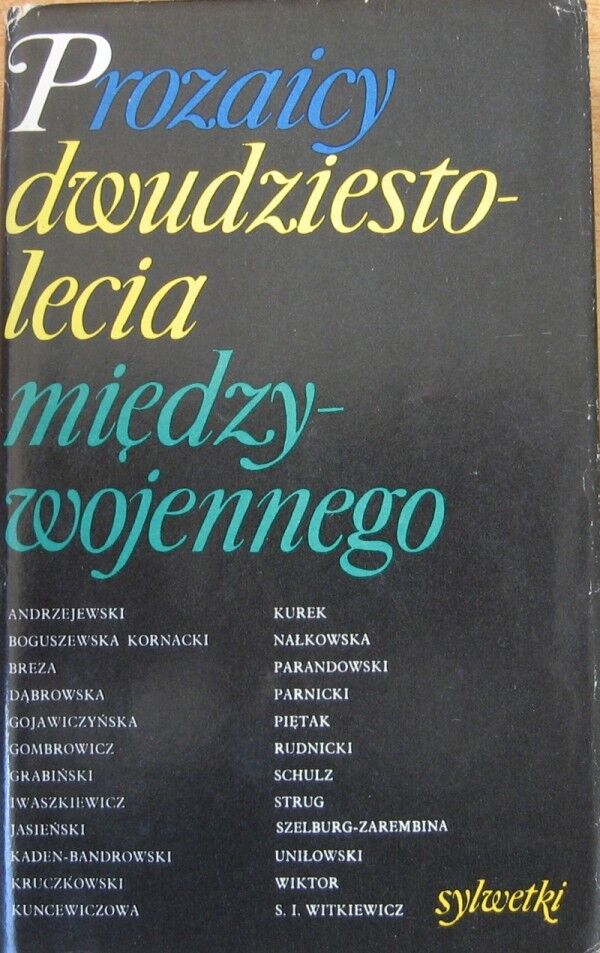 Prozaicy
dwudziesto-
lecia
między-
wojennego
ANDRZEJEWSKI
BOGUSZEWSKA KORNACKI
BREZA
DĄBROWSKA
GOJAWICZYŃSKA
GOMBROWICZ
GRABIŃSKI
IWASZKIEWICZ
JASIEŃSKI
KADEN-BANDROWSKI
KRUCZKOWSKI
KUNCEWICZOWA
KUREK
NAŁKOWSKA
PARANDOWSKI
PARNICKI
PIĘTAK
RUDNICKI
SCHULZ
STRUG
SZELBURG-ZAREMBINA
UNIŁOWSKI
WIKTOR
S. I. WITKIEWICZ
sylwetki